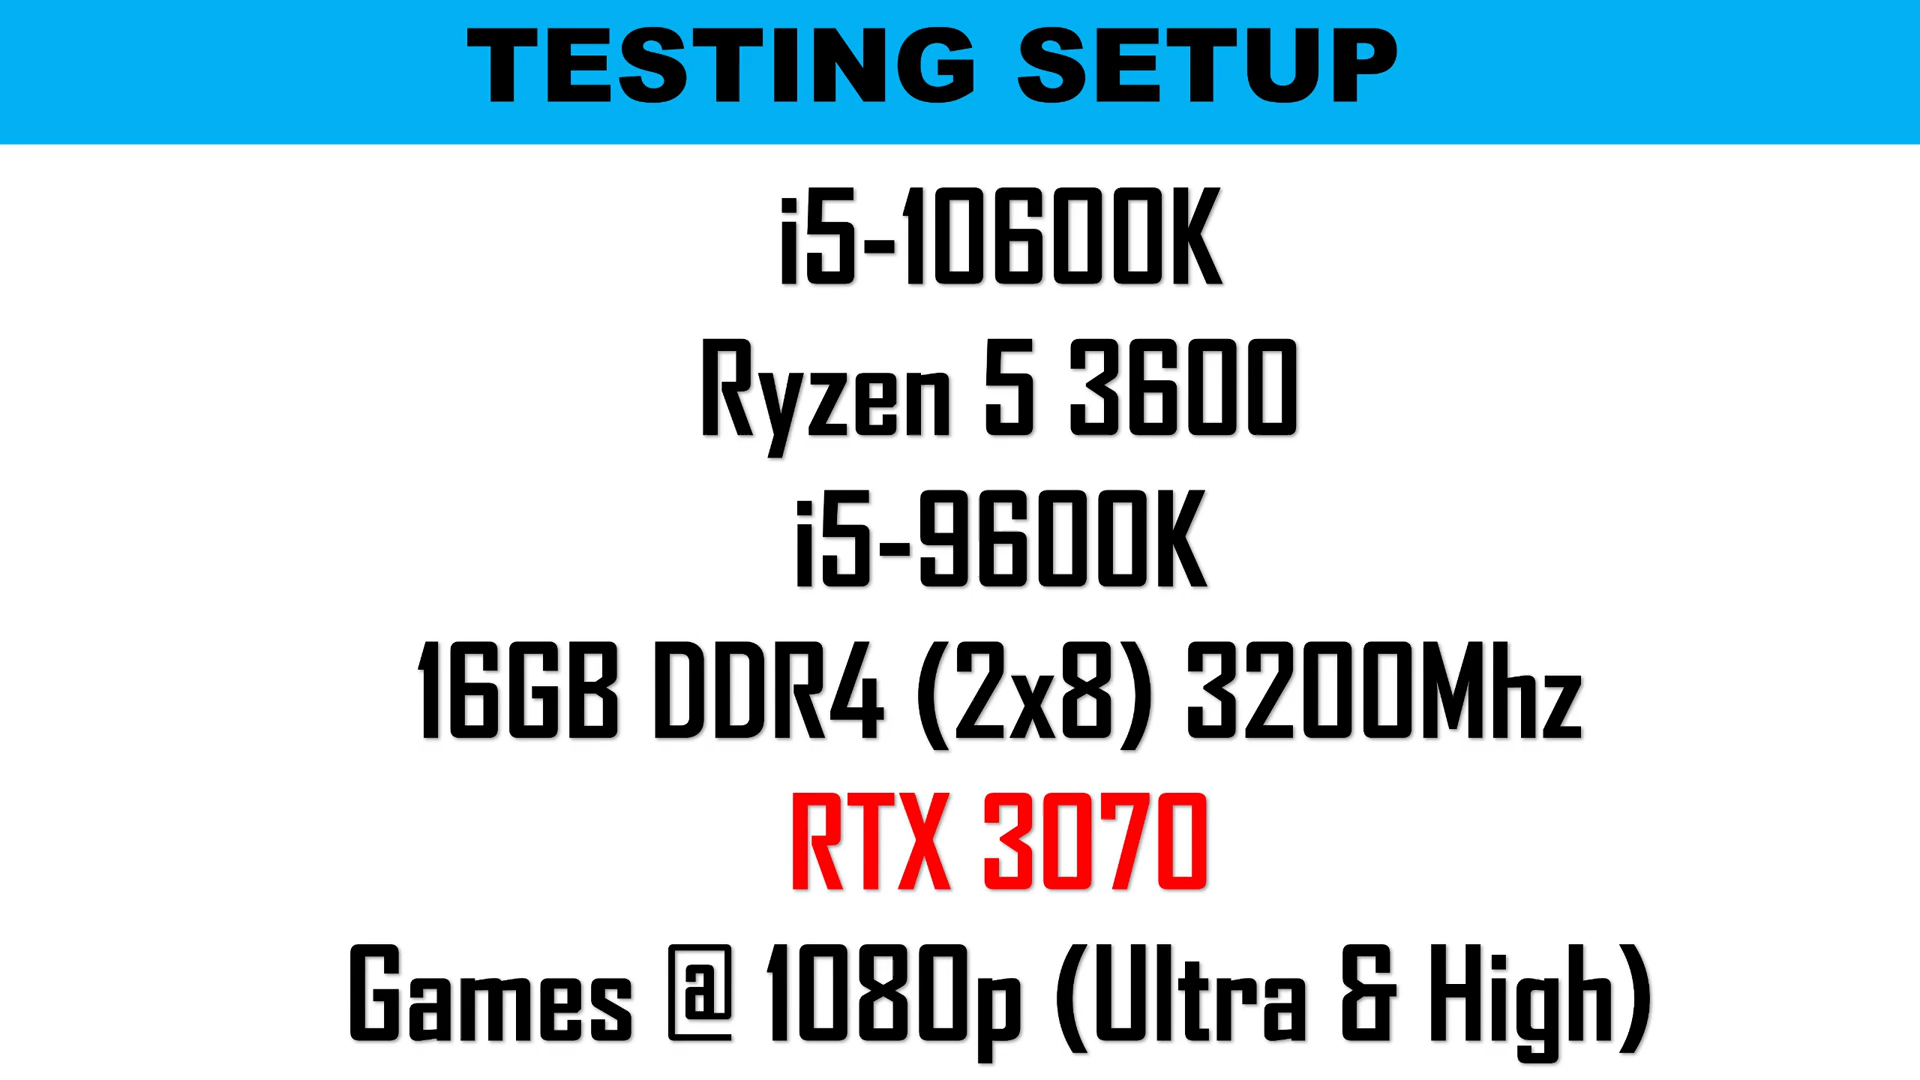 TESTING SETUP
i5-10600K
Ryzen 5 3600
i5-9600K
16GB DDR4 (2x8) 3200Mhz
RTX 3070
Games @ 1080p (Ultra & High)